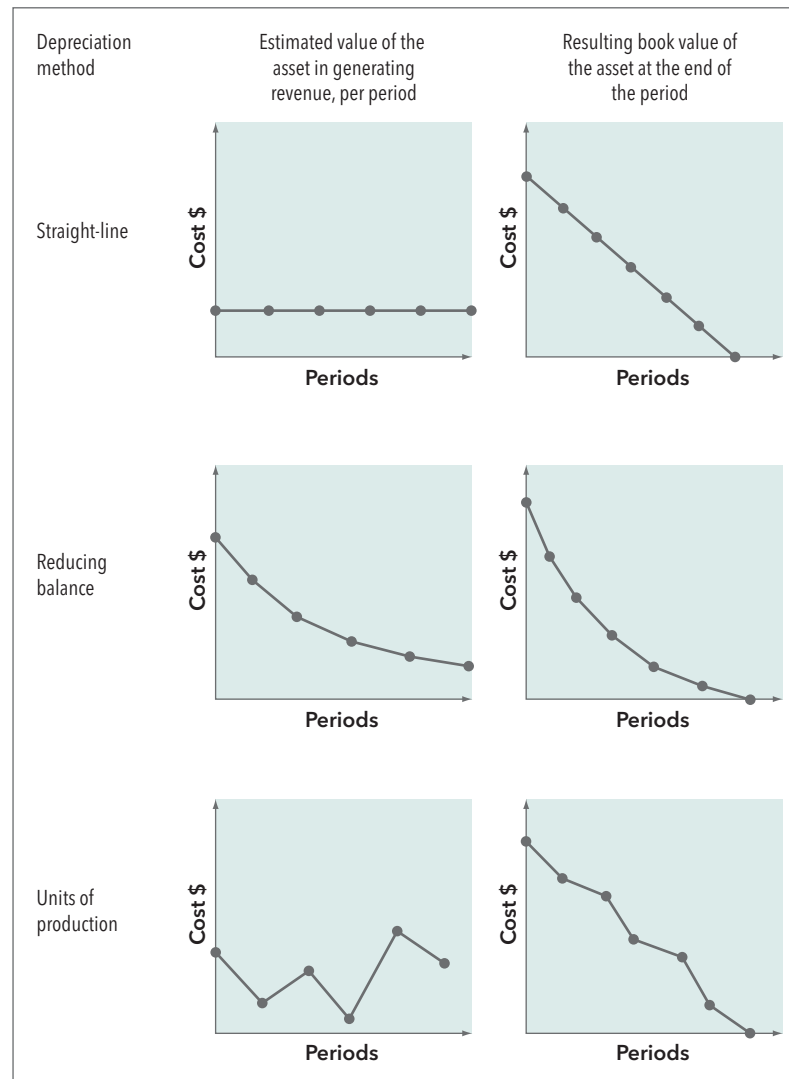 Depreciation
method
Estimated value of the
asset in generating
revenue, per period
Resulting book value of
the asset at the end of
the period
Straight-line
Cost $
Periods
Cost $
Periods
Reducing
balance
Cost $
Periods
Cost $
Periods
Units of
production
Cost $
Periods
Cost $
Periods